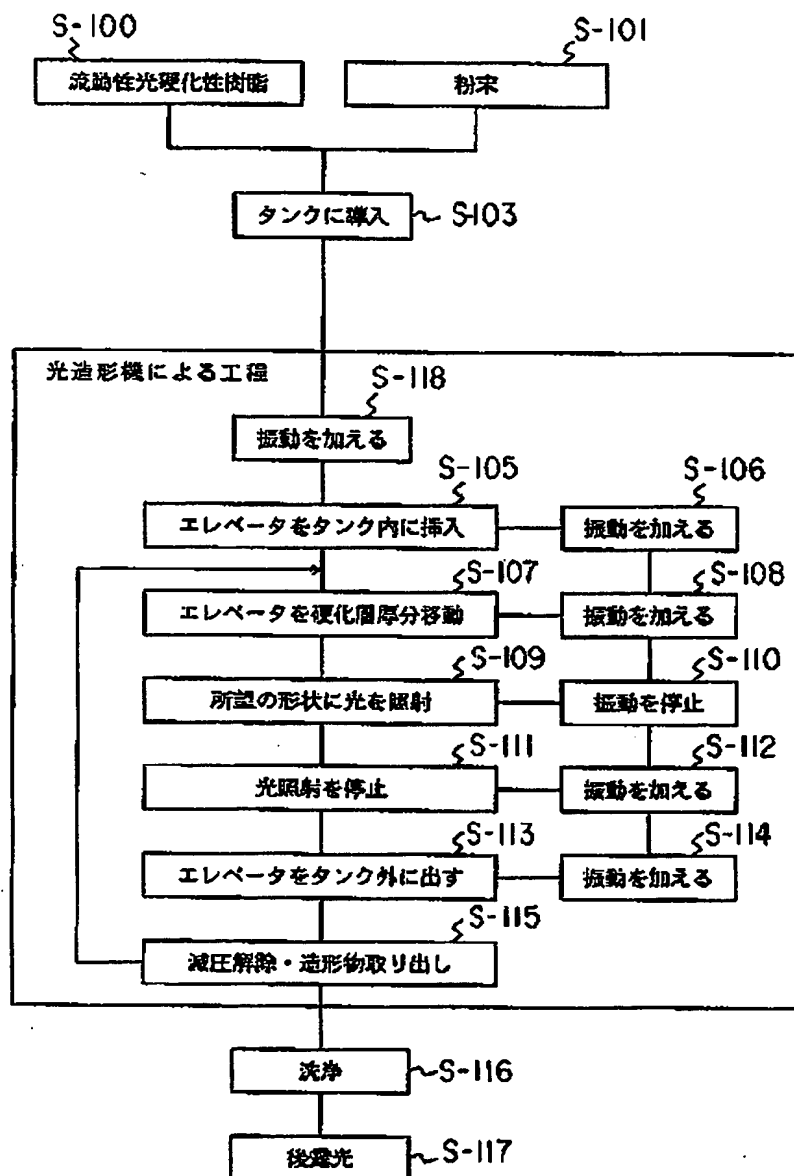 S-100
S-101
流動性光硬化性樹脂
粉末
タンクに導入
S-103
光造形機による工程
S-118
振動を加える
S-105
S-106
エレベータをタンク内に挿入
振動を加える
S-107
S-108
エレベータを硬化層厚分移動
振動を加える
S-109
S-110
所望の形状に光を照射
振動を停止
S-111
S-112
光照射を停止
振動を加える
S-113
S-114
エレベータをタンク外に出す
振動を加える
S-115
減圧解除・造形物取り出し
洗浄
S-116
後露光
S-117